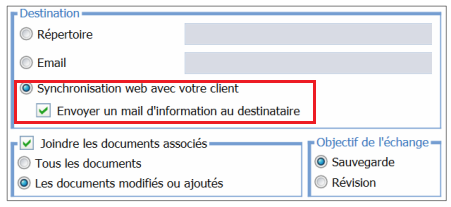 Destination
Répertoire
Email
Synchronisation web avec votre client
Envoyer un mail d'information au destinataire
Joindre les documents associés
Tous les documents
Les documents modifiés ou ajoutés
Objectif de l'échange
Sauvegarde
Révision